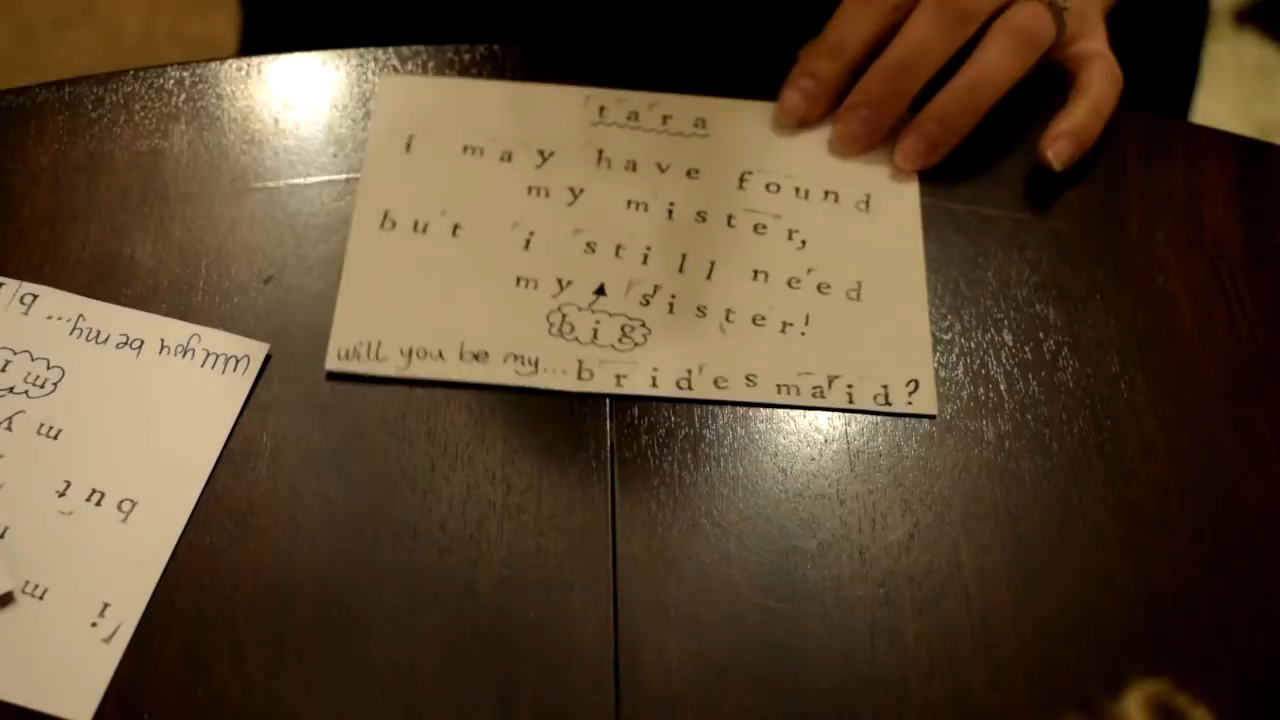 tara
i may have found
my mister,
but i still need
my sister!
big
will you be my... bridesmaid?
will you be my... b
my
but
i m